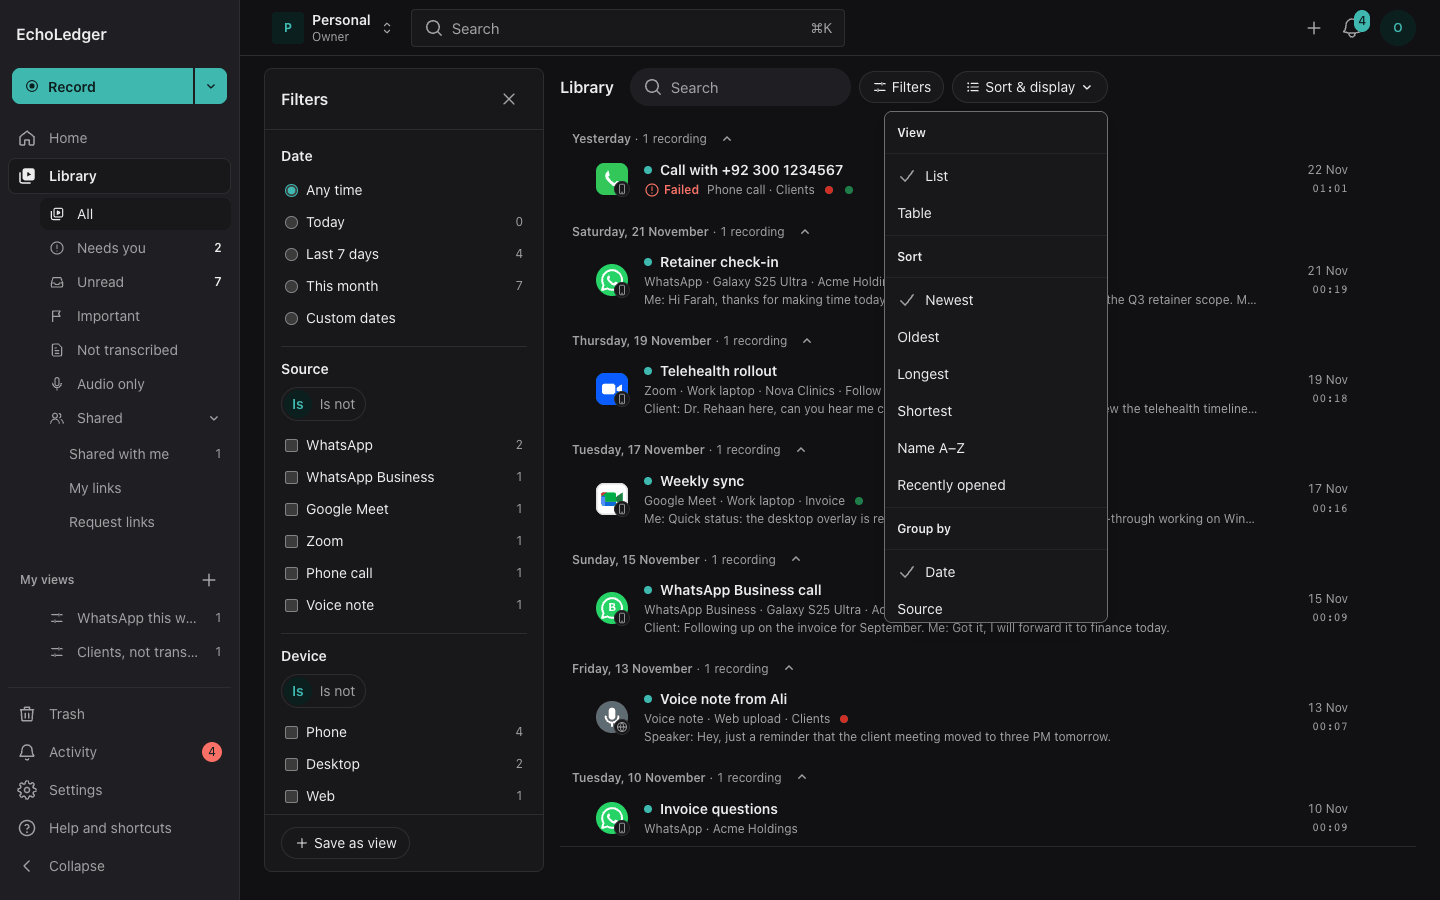 EchoLedger
Record
Home
Library
All
Needs you 2
Unread 7
Important
Not transcribed
Audio only
Shared
Shared with me 1
My links
Request links
My views
WhatsApp this w... 1
Clients, not trans... 1
Trash
Activity 4
Settings
Help and shortcuts
Collapse
P
Personal
Owner
Search ⌘K
4
O
Filters
Date
Any time
Today 0
Last 7 days 4
This month 7
Custom dates
Source
Is Is not
WhatsApp 2
WhatsApp Business 1
Google Meet 1
Zoom 1
Phone call 1
Voice note 1
Device
Is Is not
Phone 4
Desktop 2
Web 1
Save as view
Library
Search
Filters
Sort & display
Yesterday · 1 recording
Call with +92 300 1234567
Failed Phone call · Clients
22 Nov
01:01
Saturday, 21 November · 1 recording
Retainer check-in
WhatsApp · Galaxy S25 Ultra · Acme
Me: Hi Farah, thanks for making time today
the Q3 retainer scope. M...
21 Nov
00:19
Thursday, 19 November · 1 recording
Telehealth rollout
Zoom · Work laptop · Nova Clinics · Follow
Client: Dr. Rehaan here, can you hear me
the telehealth timeline...
19 Nov
00:18
Tuesday, 17 November · 1 recording
Weekly sync
Google Meet · Work laptop · Invoice
Me: Quick status: the desktop overlay is
-through working on Win...
17 Nov
00:16
Sunday, 15 November · 1 recording
WhatsApp Business call
WhatsApp Business · Galaxy S25 Ultra ·
Client: Following up on the invoice for September. Me: Got it, I will forward it to finance today.
15 Nov
00:09
Friday, 13 November · 1 recording
Voice note from Ali
Voice note · Web upload · Clients
Speaker: Hey, just a reminder that the client meeting moved to three PM tomorrow.
13 Nov
00:07
Tuesday, 10 November · 1 recording
Invoice questions
WhatsApp · Acme Holdings
10 Nov
00:09
View
List
Table
Sort
Newest
Oldest
Longest
Shortest
Name A–Z
Recently opened
Group by
Date
Source